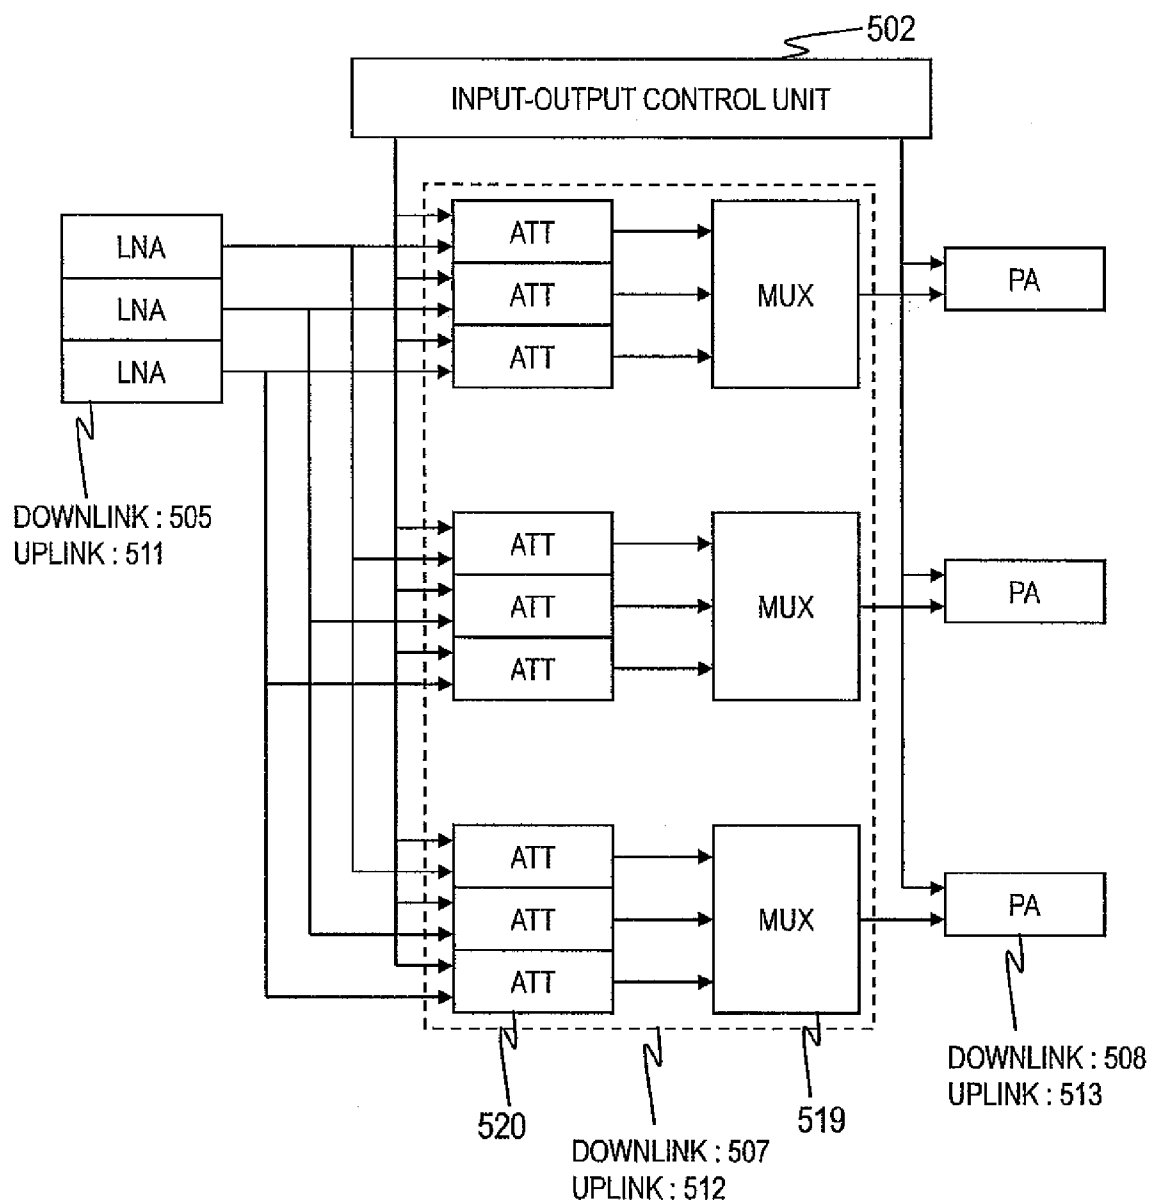 502
INPUT-OUTPUT CONTROL UNIT
LNA
LNA
LNA
ATT
ATT
ATT
MUX
PA
DOWNLINK : 505
UPLINK : 511
ATT
ATT
ATT
MUX
PA
ATT
ATT
ATT
MUX
PA
520
519
DOWNLINK : 507
UPLINK : 512
DOWNLINK : 508
UPLINK : 513